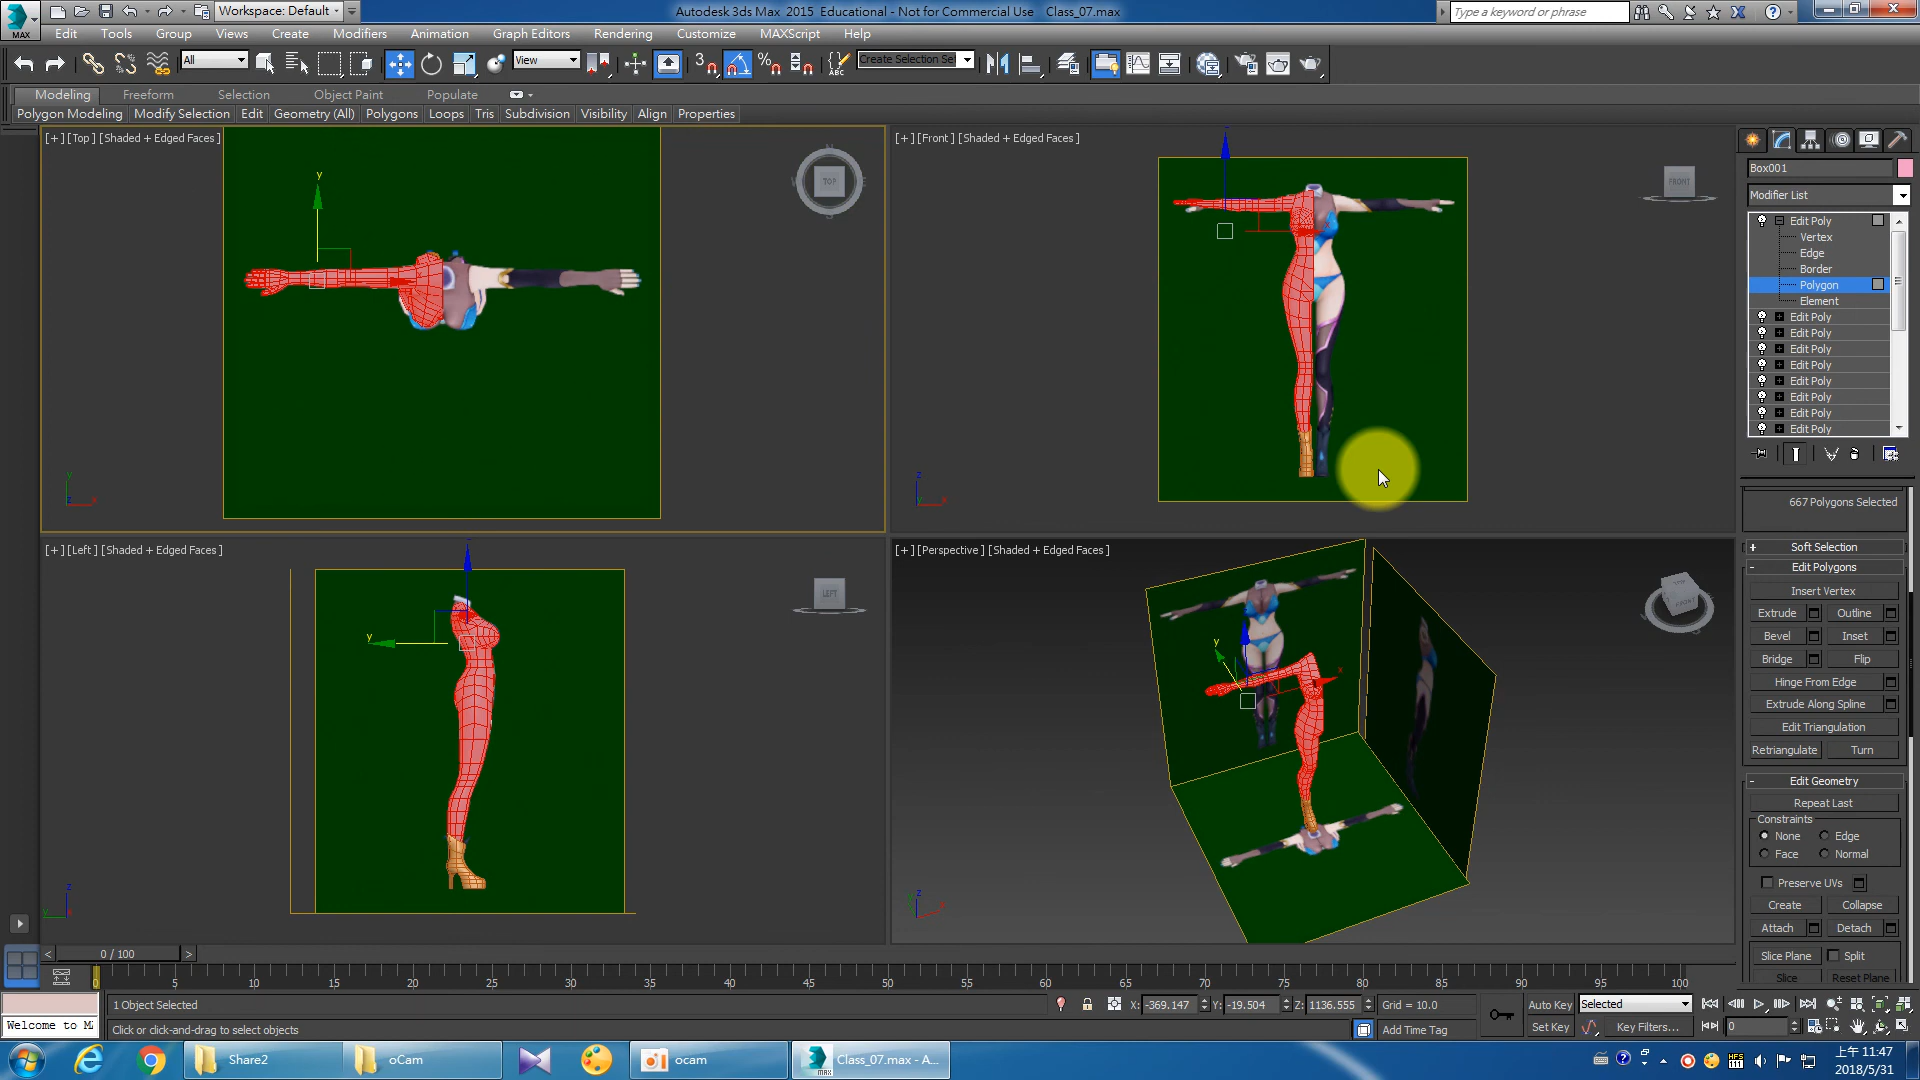 MAX
Workspace: Default
Autodesk 3ds Max 2015 Educational - Not for Commercial Use Class_07.max
Type a keyword or phrase
Edit Tools Group Views Create Modifiers Animation Graph Editors Rendering Customize MAXScript Help
All
View
3
%
ABC
Create Selection Se
Modeling Freeform Selection Object Paint Populate
Polygon Modeling Modify Selection Edit Geometry (All) Polygons Loops Tris Subdivision Visibility Align Properties
[+] [Top] [Shaded + Edged Faces]
TOP
y
[+] [Front] [Shaded + Edged Faces]
FRONT
[+] [Left] [Shaded + Edged Faces]
LEFT
y
[+] [Perspective] [Shaded + Edged Faces]
y
x
Box001
Modifier List
Edit Poly
Vertex
Edge
Border
Polygon
Element
Edit Poly
Edit Poly
Edit Poly
Edit Poly
Edit Poly
Edit Poly
Edit Poly
Edit Poly
667 Polygons Selected
+ Soft Selection
- Edit Polygons
Insert Vertex
Extrude Outline
Bevel Inset
Bridge Flip
Hinge From Edge
Extrude Along Spline
Edit Triangulation
Retriangulate Turn
- Edit Geometry
Repeat Last
Constraints
None Edge
Face Normal
Preserve UVs
Create Collapse
Attach Detach
Slice Plane Split
Slice Reset Plane
< 0 / 100 >
0 5 10 15 20 25 30 35 40 45 50 55 60 65 70 75 80 85 90 95 100
1 Object Selected
X: -369.147 Y: -19.504 Z: 1136.555 Grid = 10.0
Auto Key Selected
Welcome to MA
Click or click-and-drag to select objects
Add Time Tag
Set Key Key Filters... 0
Share2 oCam ocam Class_07.max - A...
上午 11:47
2018/5/31